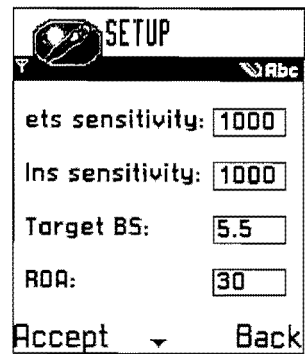 SETUP
Abc
ets sensitivity: 1000
Ins sensitivity: 1000
Target BS: 5.5
ROA: 30
Accept Back